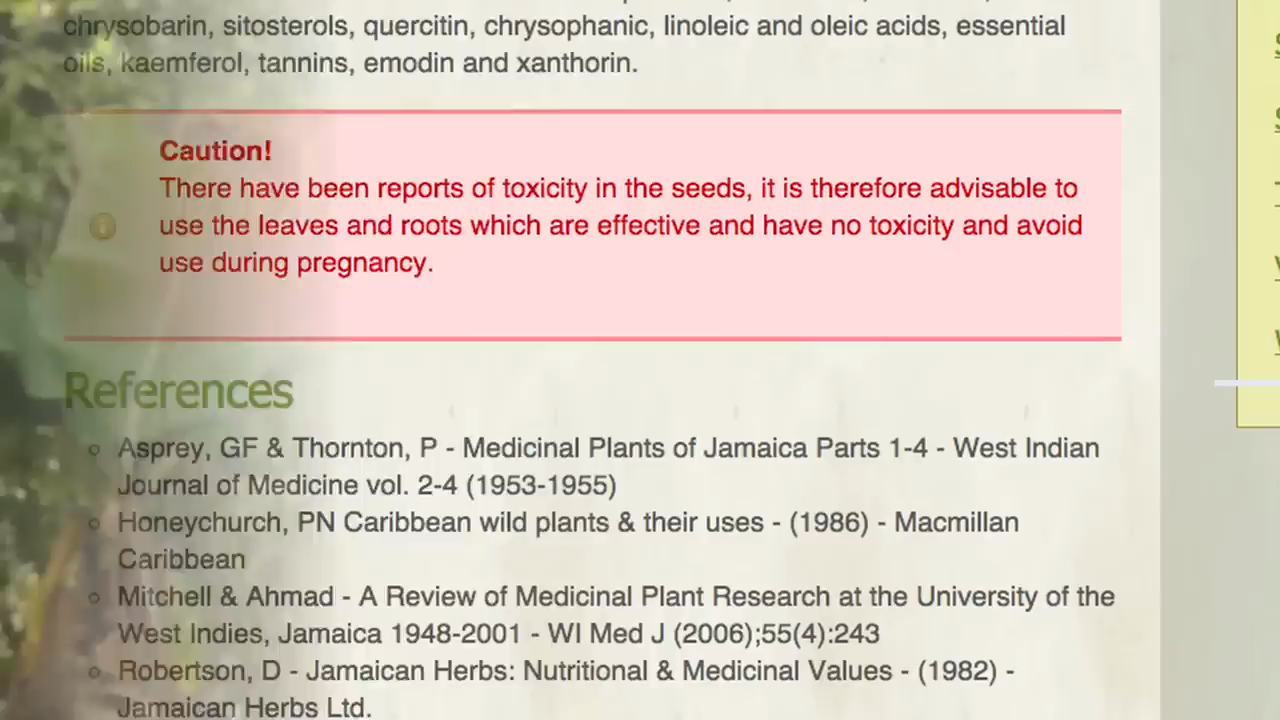 chrysobarin, sitosterols, quercitin, chrysophanic, linoleic and oleic acids, essential
oils, kaemferol, tannins, emodin and xanthorin.
Caution!
There have been reports of toxicity in the seeds, it is therefore advisable to
use the leaves and roots which are effective and have no toxicity and avoid
use during pregnancy.
References
Asprey, GF & Thornton, P - Medicinal Plants of Jamaica Parts 1-4 - West Indian
Journal of Medicine vol. 2-4 (1953-1955)
Honeychurch, PN Caribbean wild plants & their uses - (1986) - Macmillan
Caribbean
Mitchell & Ahmad - A Review of Medicinal Plant Research at the University of the
West Indies, Jamaica 1948-2001 - WI Med J (2006);55(4):243
Robertson, D - Jamaican Herbs: Nutritional & Medicinal Values - (1982) -
Jamaican Herbs Ltd.